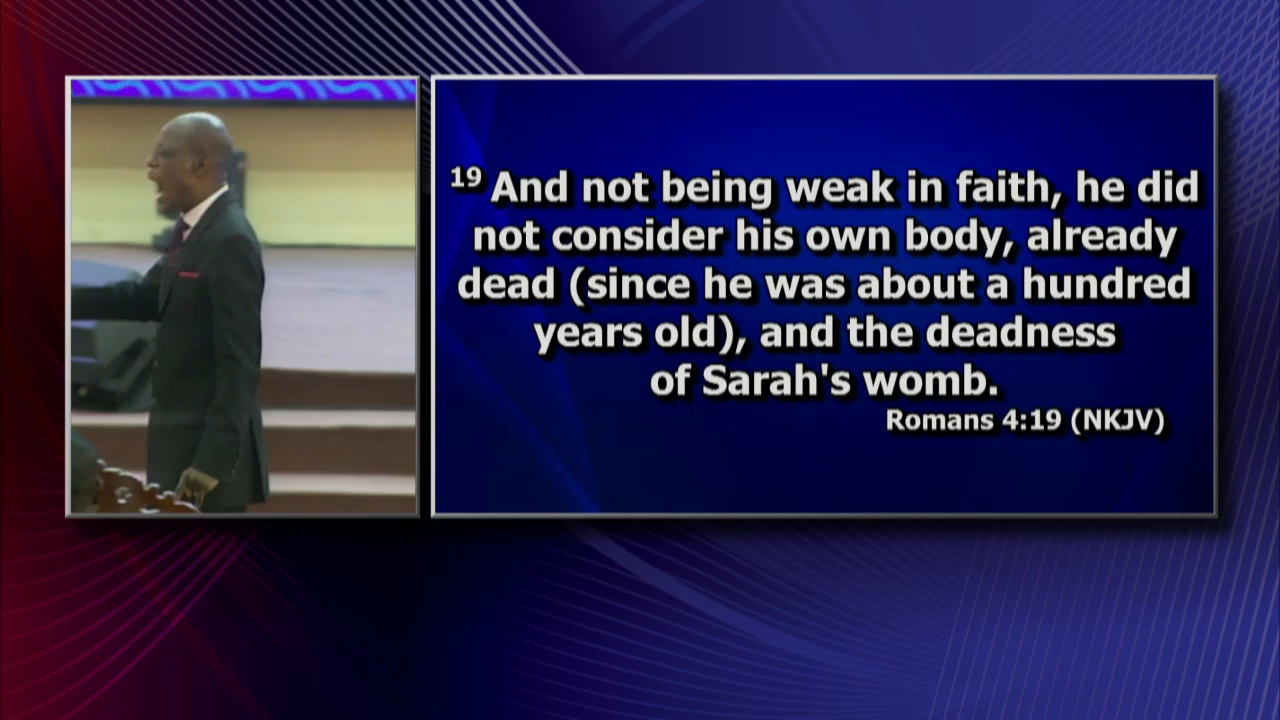 19 And not being weak in faith, he did
not consider his own body, already
dead (since he was about a hundred
years old), and the deadness
of Sarah's womb.
Romans 4:19 (NKJV)